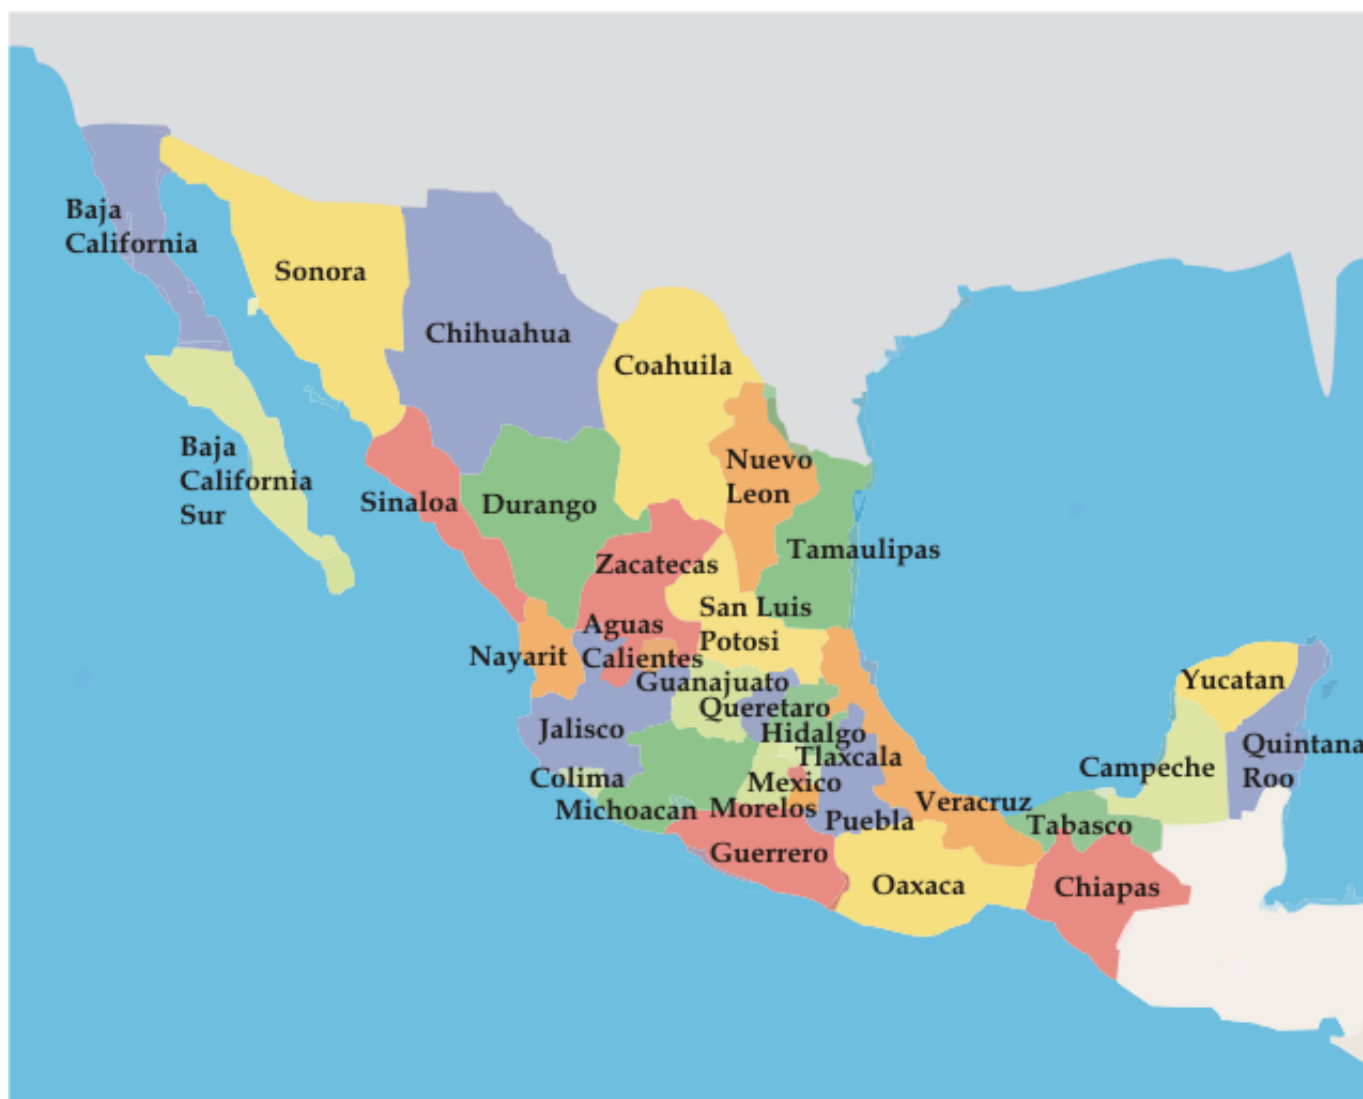 Baja
California
Sonora
Chihuahua
Coahuila
Baja
California
Sur
Sinaloa
Durango
Nuevo
Leon
Tamaulipas
Zacatecas
San Luis
Potosi
Aguas
Calientes
Nayarit
Guanajuato
Queretaro
Jalisco
Hidalgo
Tlaxcala
Colima
Mexico
Michoacan
Morelos
Puebla
Veracruz
Guerrero
Oaxaca
Tabasco
Chiapas
Campeche
Yucatan
Quintana
Roo